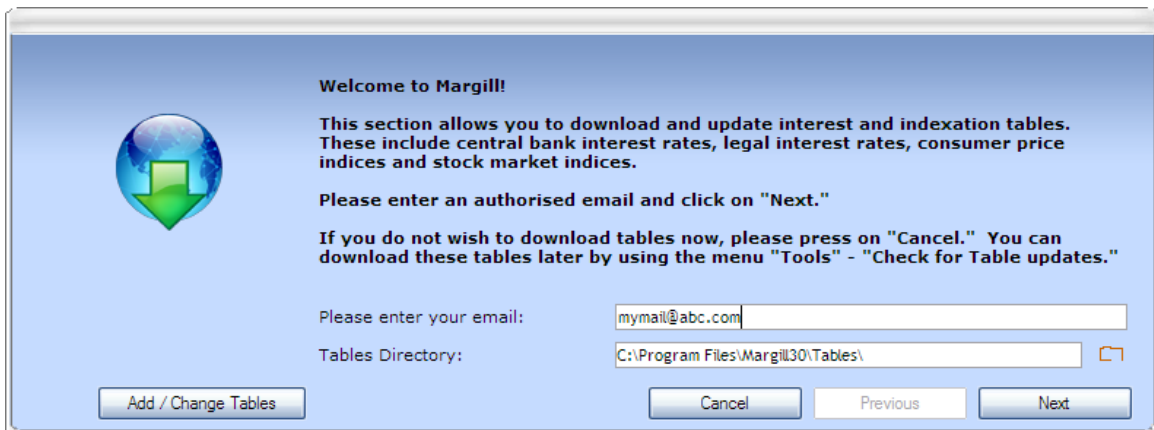 Welcome to Margill!
This section allows you to download and update interest and indexation tables.
These include central bank interest rates, legal interest rates, consumer price
indices and stock market indices.
Please enter an authorised email and click on "Next."
If you do not wish to download tables now, please press on "Cancel." You can
download these tables later by using the menu "Tools" - "Check for Table updates."
Please enter your email: mymail@abc.com
Tables Directory: C:\Program Files\Margill30\Tables\
Add / Change Tables Cancel Previous Next